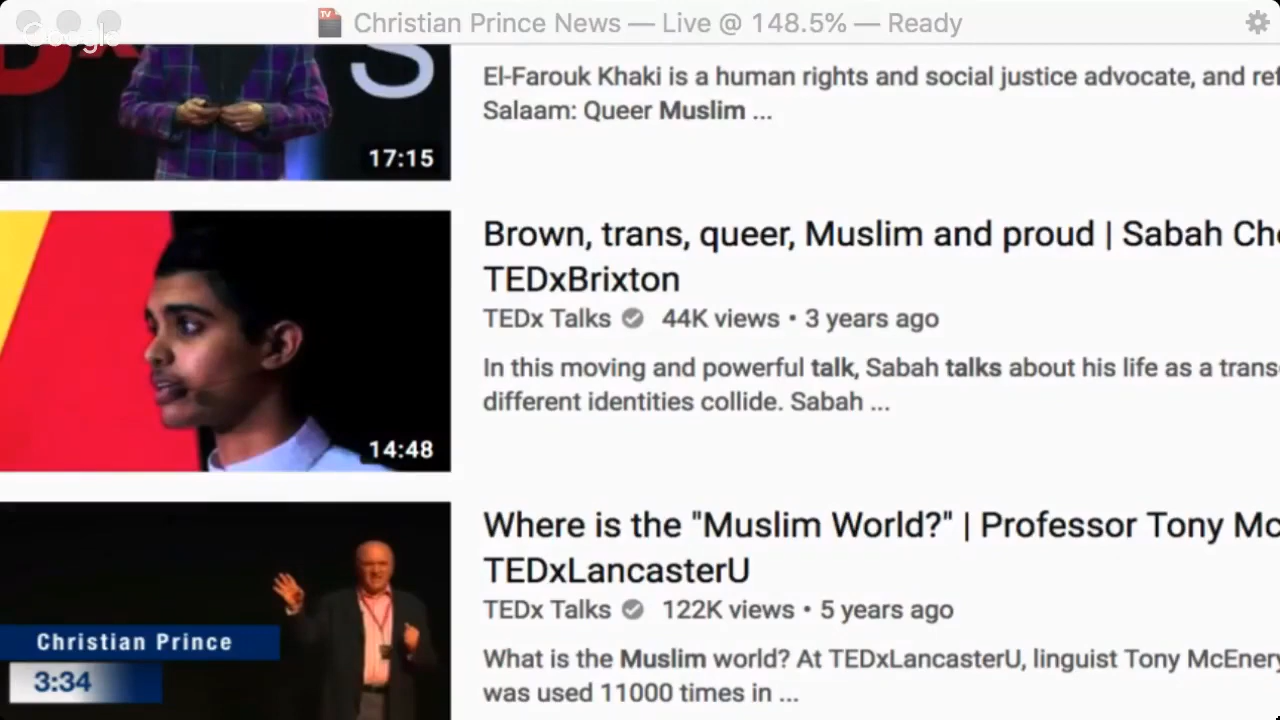 Christian Prince News — Live @ 148.5% — Ready
Google
S
17:15
El-Farouk Khaki is a human rights and social justice advocate, and ref
Salaam: Queer Muslim ...
Brown, trans, queer, Muslim and proud | Sabah Cho
TEDxBrixton
TEDx Talks 44K views • 3 years ago
In this moving and powerful talk, Sabah talks about his life as a trans
different identities collide. Sabah ...
14:48
Where is the "Muslim World?" | Professor Tony Mc
TEDxLancasterU
TEDx Talks 122K views • 5 years ago
What is the Muslim world? At TEDxLancasterU, linguist Tony McEnery
was used 11000 times in ...
Christian Prince
3:34